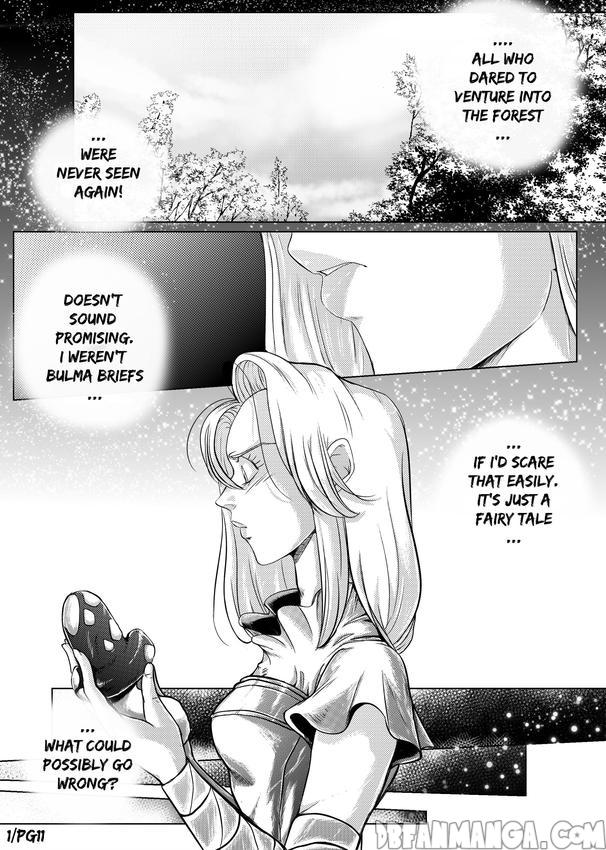 ....
ALL WHO
DARED TO
VENTURE INTO
THE FOREST
...
...
WERE
NEVER SEEN
AGAIN!
DOESN'T
SOUND
PROMISING.
I WEREN'T
BULMA BRIEFS
...
...
IF I'D SCARE
THAT EASILY.
IT'S JUST A
FAIRY TALE
...
...
WHAT COULD
POSSIBLY GO
WRONG?
1/PG11
DBFANMANGA.COM